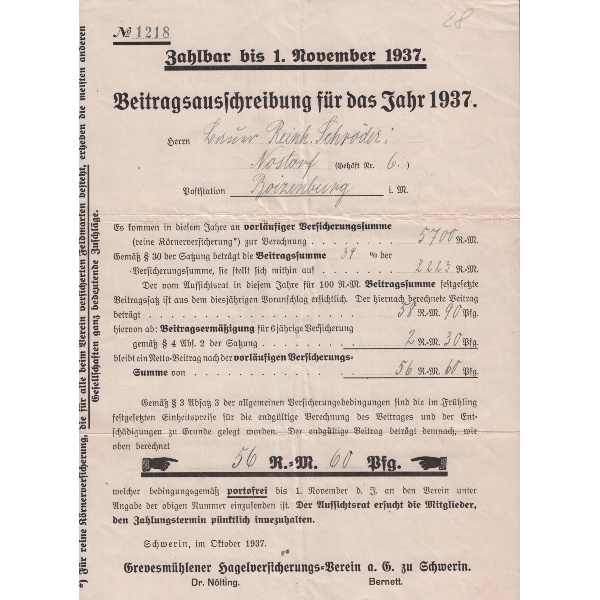 № 1218
28
Zahlbar bis 1. November 1937.
Beitragsausschreibung für das Jahr 1937.
Herrn Bauer Reinh. Schröder:
Nostorf (Gehöft Nr. 6.)
Poststation Boizenburg i. M.
Es kommen in diesem Jahre an vorläufiger Versicherungssumme
(reine Körnerversicherung*) zur Berechnung . . . . . . . . 5700 R.-M.
Gemäß § 30 der Satzung beträgt die Beitragssumme 39 % der
Versicherungssumme, sie stellt sich mithin auf . . . . . . . 2223 R.-M.
Der vom Aufsichtsrat in diesem Jahre für 100 R.-M. Beitragssumme festgesetzte
Beitragssatz ist aus dem diesjährigen Voranschlag ersichtlich. Der hiernach berechnete Beitrag
beträgt . . . . . . . . 58 R.-M. 90 Pfg.
hiervon ab: Beitragsermäßigung für 6jährige Versicherung
gemäß § 4 Abs. 2 der Satzung . . . . 2 R.-M. 30 Pfg.
bleibt ein Netto-Beitrag nach der vorläufigen Versicherungs-
Summe von . . . . . . . . 56 R.-M. 60 Pfg.
Gemäß § 3 Absatz 3 der allgemeinen Versicherungsbedingungen sind die im Frühling
festgesetzten Einheitspreise für die endgültige Berechnung des Beitrages und der Ent-
schädigungen zu Grunde gelegt worden. Der endgültige Beitrag beträgt demnach, wie
oben berechnet
56 R.-M. 60 Pfg.
welcher bedingungsgemäß portofrei bis 1. November d. J. an den Verein unter
Angabe der obigen Nummer einzusenden ist. Der Aufsichtsrat ersucht die Mitglieder,
den Zahlungstermin pünktlich innezuhalten.
Schwerin, im Oktober 1937.
Grevesmühlener Hagelversicherungs-Verein a. G. zu Schwerin.
Dr. Nölting. Bernett.
*) Für reine Körnerversicherung, die für alle beim Verein versicherten Feldmarken besteht, erheben die meisten anderen
Gesellschaften ganz bedeutende Zuschläge.